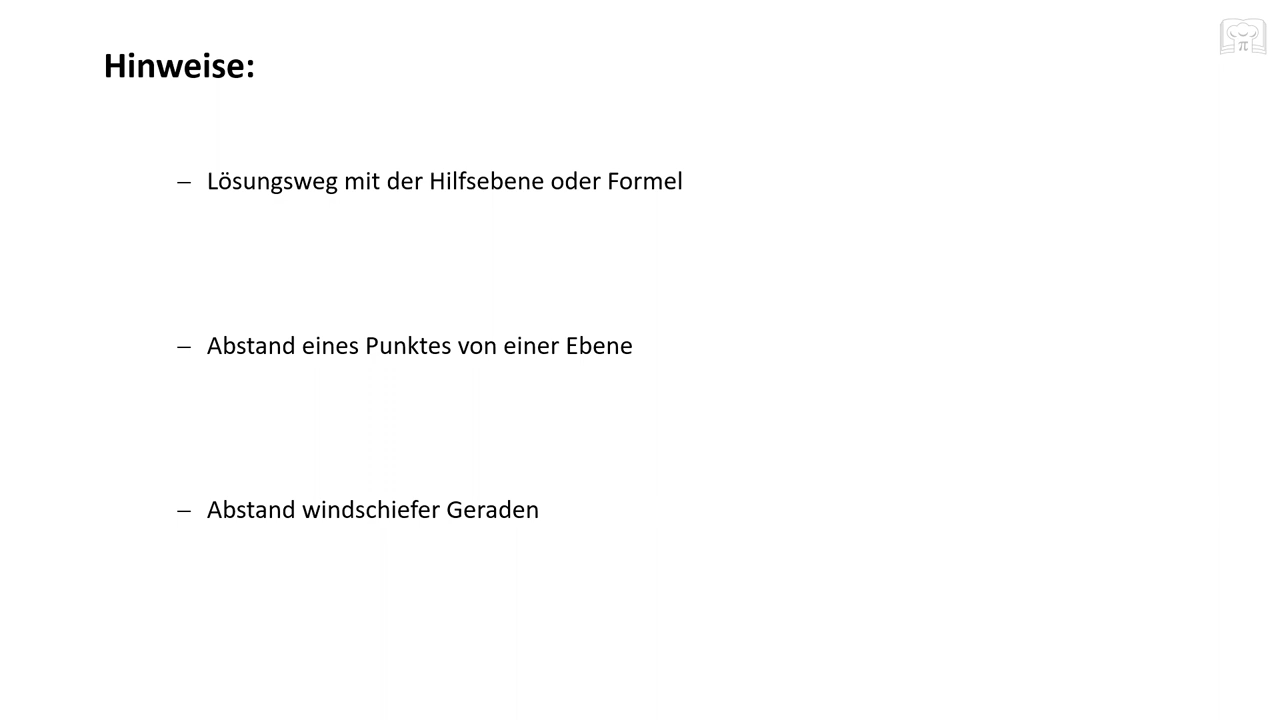 Hinweise:
– Lösungsweg mit der Hilfsebene oder Formel
– Abstand eines Punktes von einer Ebene
– Abstand windschiefer Geraden
π